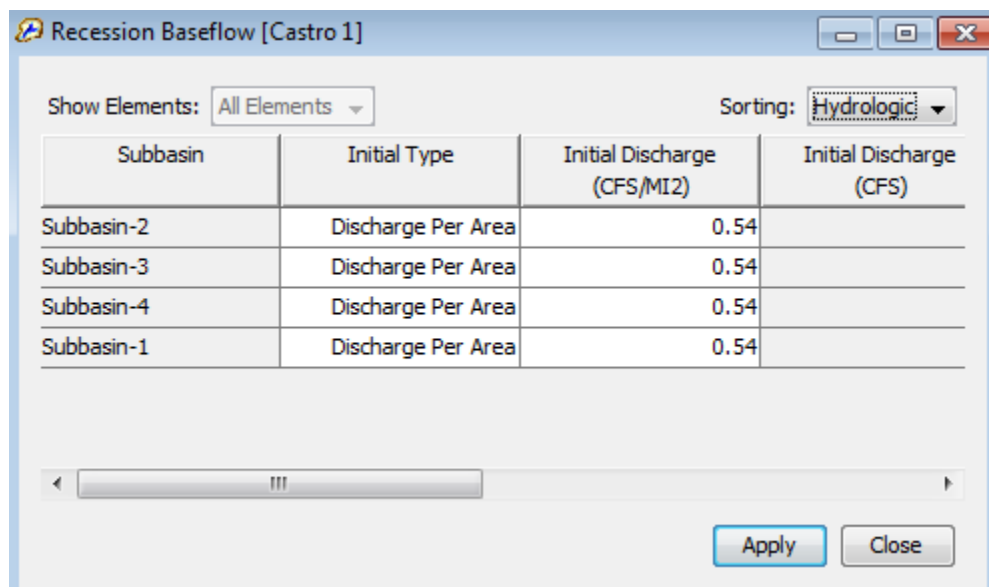 Recession Baseflow [Castro 1]
Show Elements: All Elements Sorting: Hydrologic
Subbasin Initial Type Initial Discharge Initial Discharge
(CFS/MI2) (CFS)
Subbasin-2 Discharge Per Area 0.54
Subbasin-3 Discharge Per Area 0.54
Subbasin-4 Discharge Per Area 0.54
Subbasin-1 Discharge Per Area 0.54
Apply Close